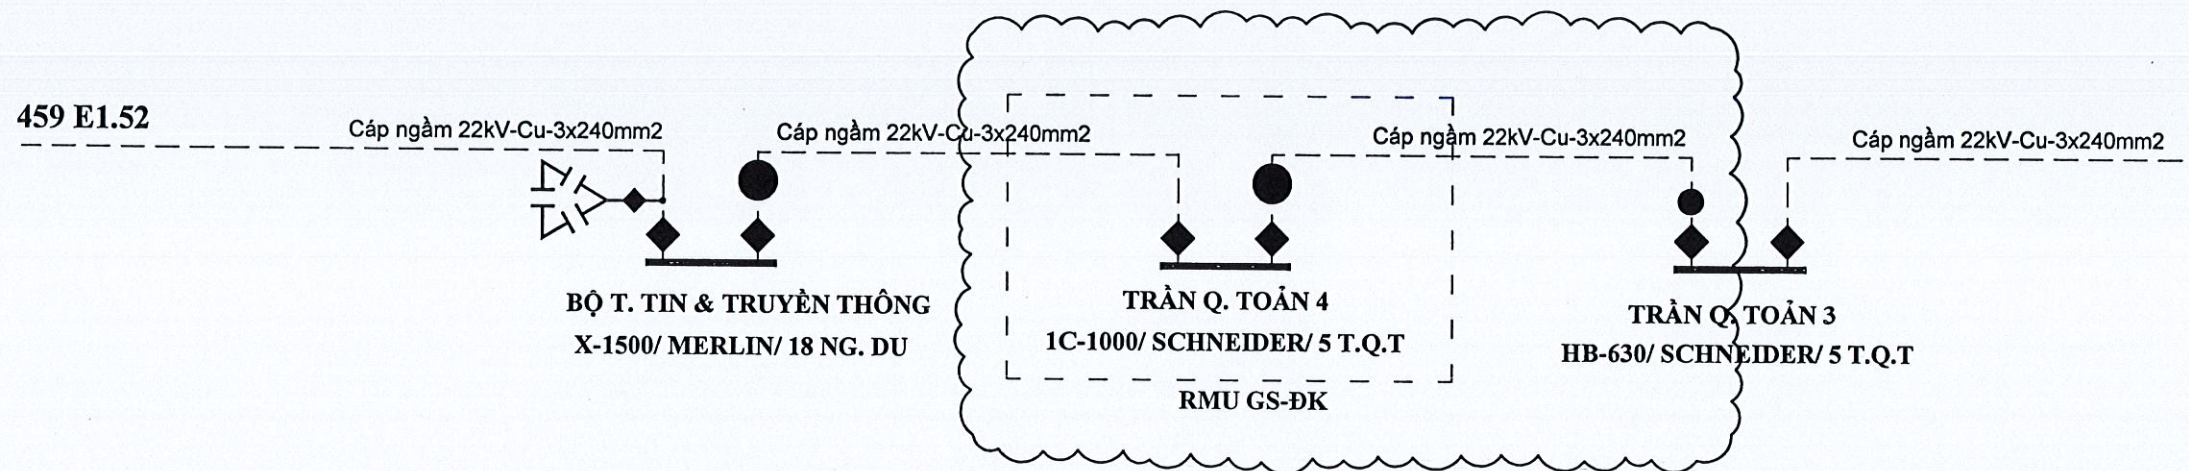 459 E1.52
Cáp ngầm 22kV-Cu-3x240mm2
Cáp ngầm 22kV-Cu-3x240mm2
Cáp ngầm 22kV-Cu-3x240mm2
Cáp ngầm 22kV-Cu-3x240mm2
BỘ T. TIN & TRUYỀN THÔNG
X-1500/ MERLIN/ 18 NG. DU
TRẦN Q. TOẢN 4
1C-1000/ SCHNEIDER/ 5 T.Q.T
RMU GS-ĐK
TRẦN Q. TOẢN 3
HB-630/ SCHNEIDER/ 5 T.Q.T